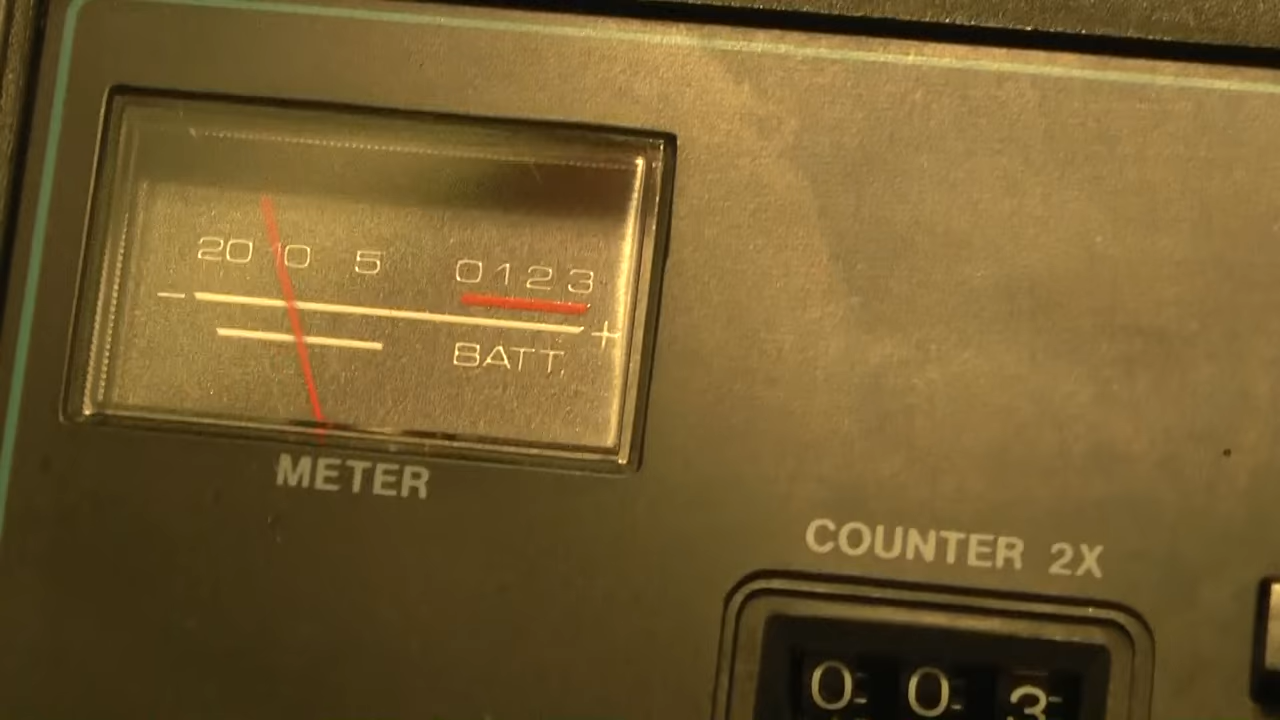 20 10 5 0 1 2 3
- +
BATT.
METER
COUNTER 2X
0 0 3